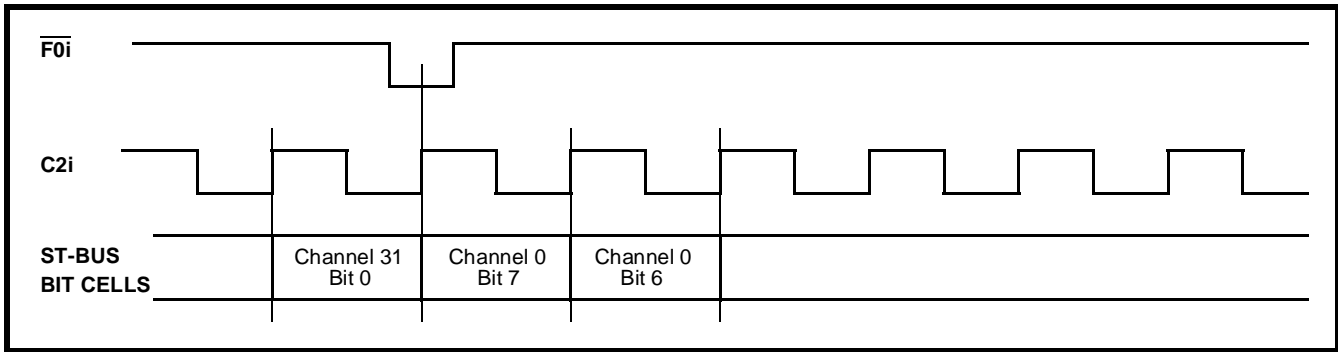 F0i
C2i
ST-BUS
BIT CELLS
Channel 31
Bit 0
Channel 0
Bit 7
Channel 0
Bit 6